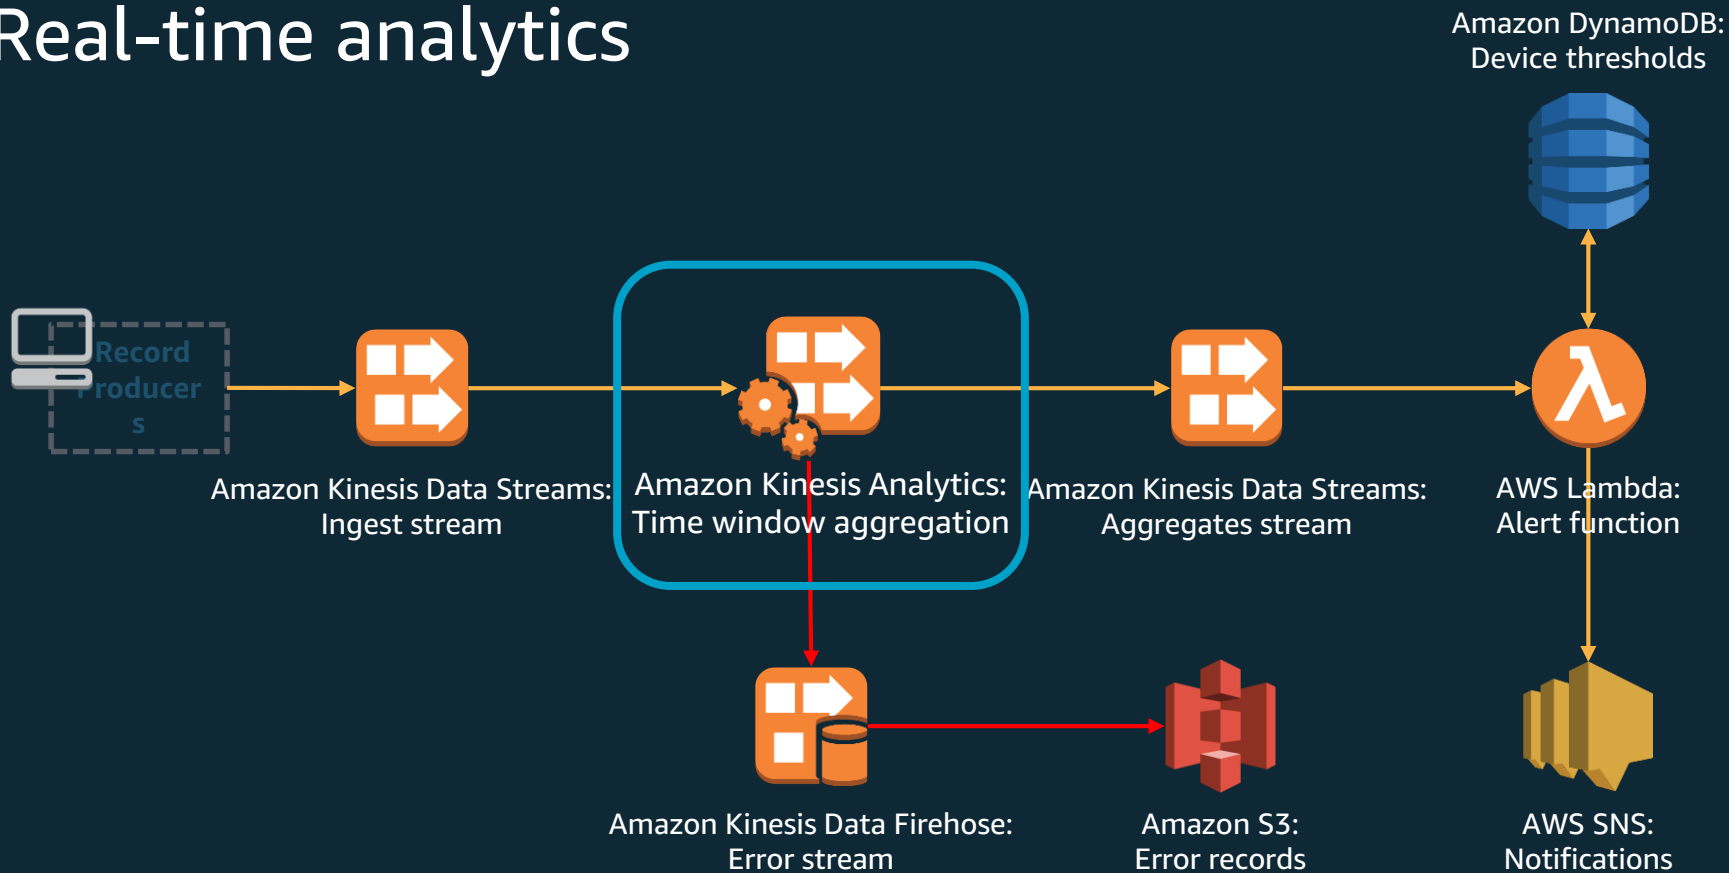 Real-time analytics
Amazon DynamoDB:
Device thresholds
Record
Producer
s
Amazon Kinesis Data Streams:
Ingest stream
Amazon Kinesis Analytics:
Time window aggregation
Amazon Kinesis Data Streams:
Aggregates stream
AWS Lambda:
Alert function
Amazon Kinesis Data Firehose:
Error stream
Amazon S3:
Error records
AWS SNS:
Notifications